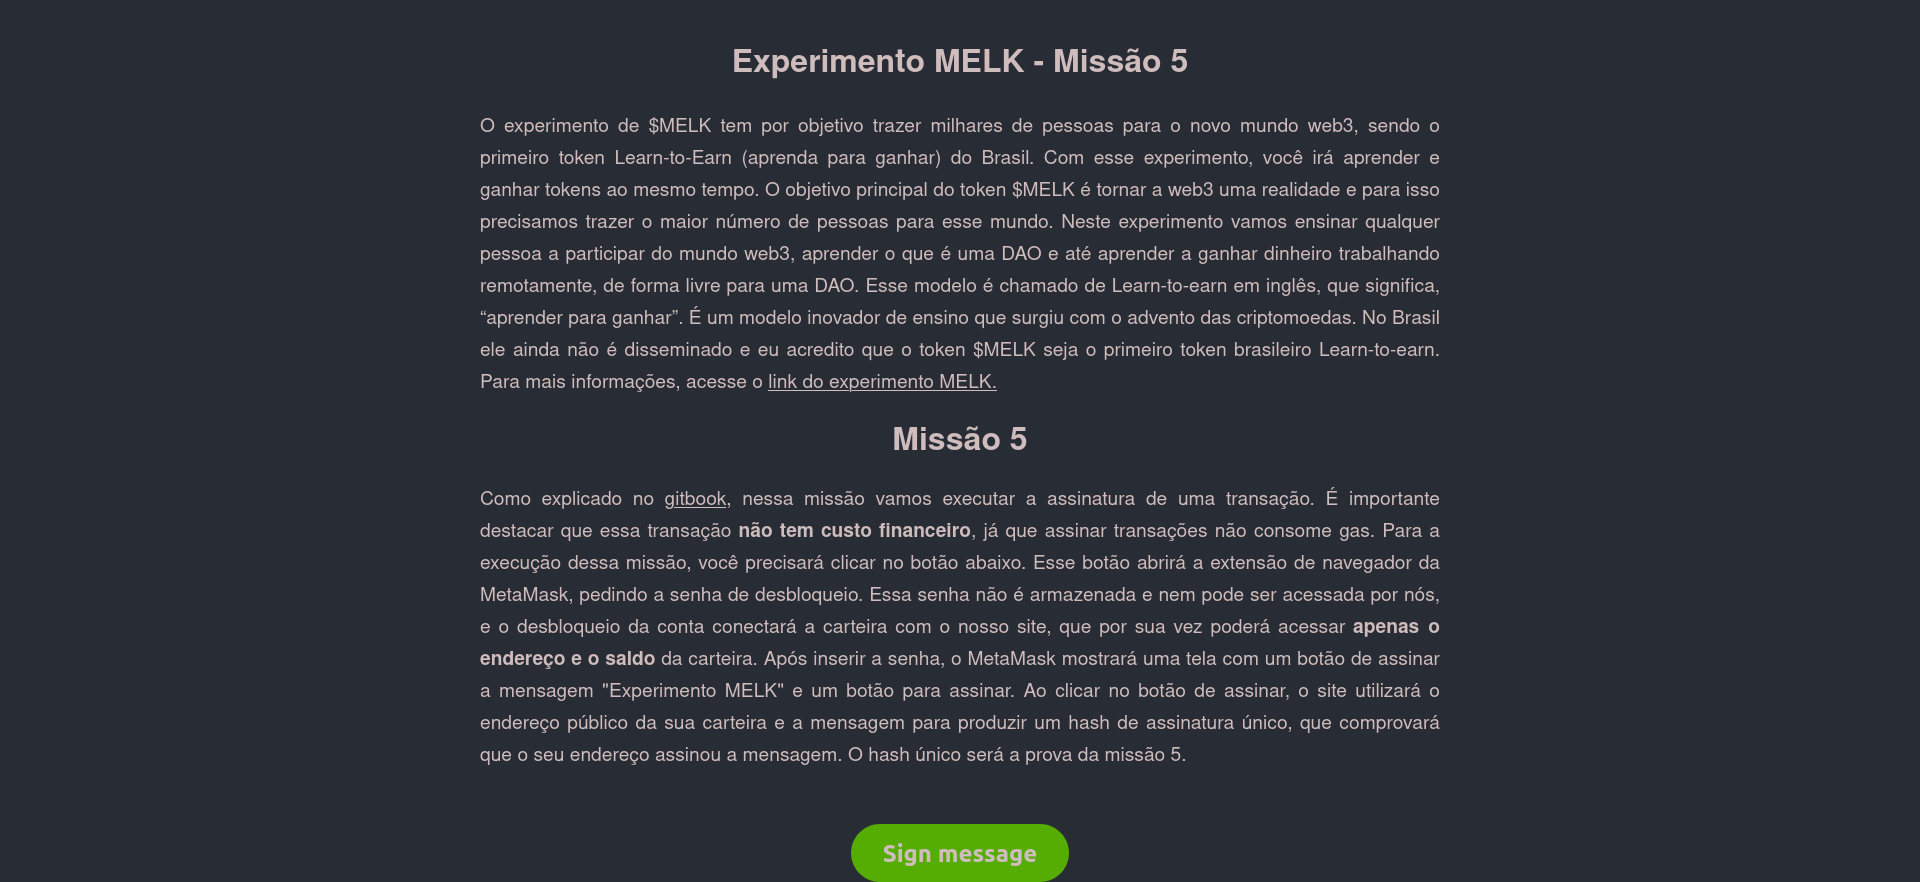 Experimento MELK - Missão 5
O experimento de $MELK tem por objetivo trazer milhares de pessoas para o novo mundo web3, sendo o
primeiro token Learn-to-Earn (aprenda para ganhar) do Brasil. Com esse experimento, você irá aprender e
ganhar tokens ao mesmo tempo. O objetivo principal do token $MELK é tornar a web3 uma realidade e para isso
precisamos trazer o maior número de pessoas para esse mundo. Neste experimento vamos ensinar qualquer
pessoa a participar do mundo web3, aprender o que é uma DAO e até aprender a ganhar dinheiro trabalhando
remotamente, de forma livre para uma DAO. Esse modelo é chamado de Learn-to-earn em inglês, que significa,
“aprender para ganhar”. É um modelo inovador de ensino que surgiu com o advento das criptomoedas. No Brasil
ele ainda não é disseminado e eu acredito que o token $MELK seja o primeiro token brasileiro Learn-to-earn.
Para mais informações, acesse o link do experimento MELK.
Missão 5
Como explicado no gitbook, nessa missão vamos executar a assinatura de uma transação. É importante
destacar que essa transação não tem custo financeiro, já que assinar transações não consome gas. Para a
execução dessa missão, você precisará clicar no botão abaixo. Esse botão abrirá a extensão de navegador da
MetaMask, pedindo a senha de desbloqueio. Essa senha não é armazenada e nem pode ser acessada por nós,
e o desbloqueio da conta conectará a carteira com o nosso site, que por sua vez poderá acessar apenas o
endereço e o saldo da carteira. Após inserir a senha, o MetaMask mostrará uma tela com um botão de assinar
a mensagem "Experimento MELK" e um botão para assinar. Ao clicar no botão de assinar, o site utilizará o
endereço público da sua carteira e a mensagem para produzir um hash de assinatura único, que comprovará
que o seu endereço assinou a mensagem. O hash único será a prova da missão 5.
Sign message